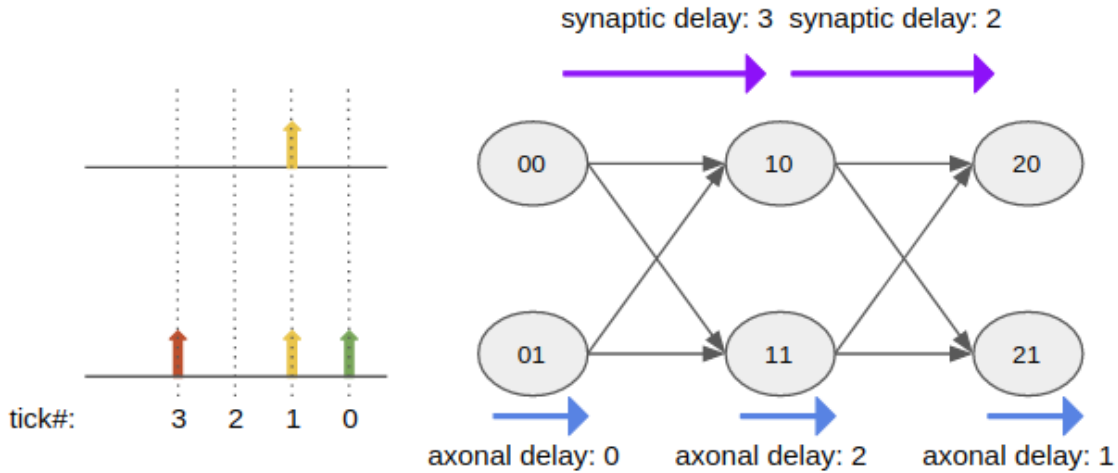 synaptic delay: 3 synaptic delay: 2
00 10 20
01 11 21
tick#: 3 2 1 0
axonal delay: 0 axonal delay: 2 axonal delay: 1